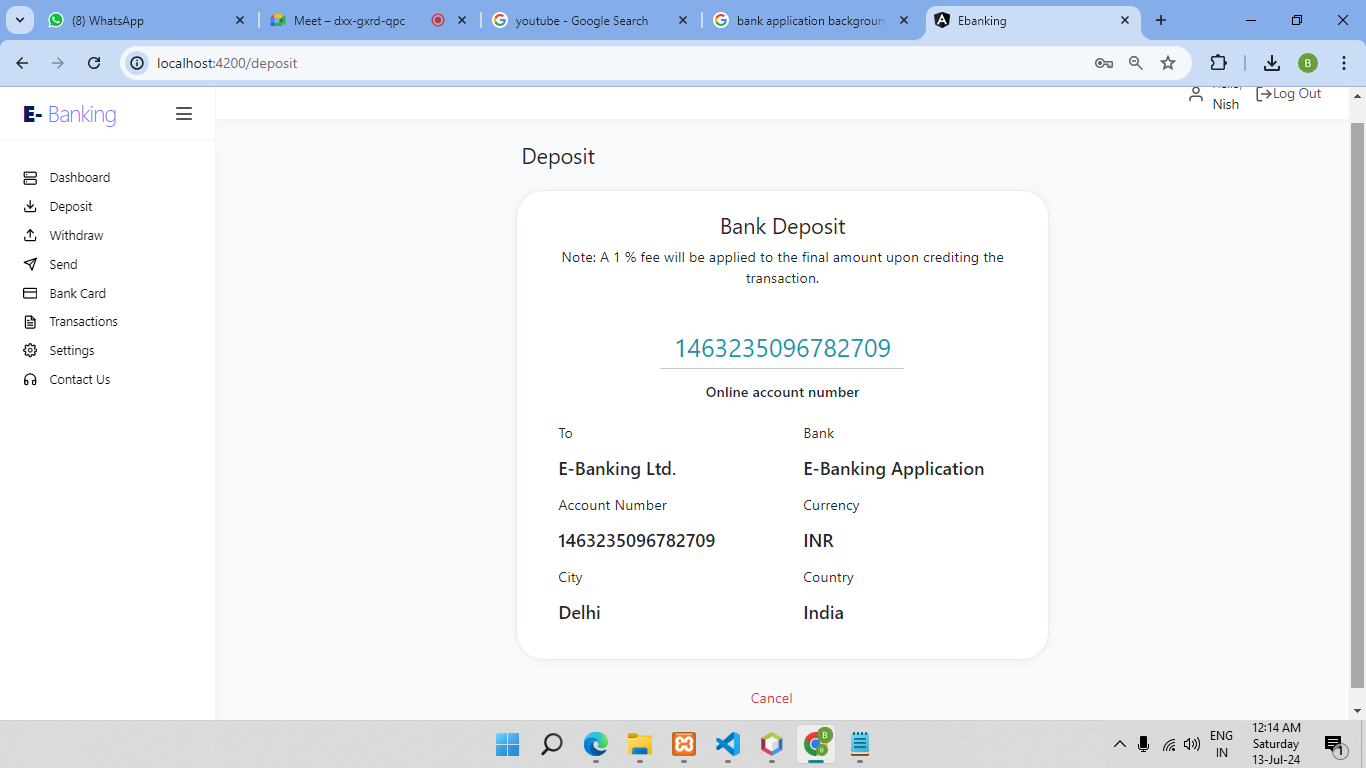 (8) WhatsApp
Meet – dxx-gxrd-qpc
youtube - Google Search
bank application backgroun
Ebanking
localhost:4200/deposit
B
E- Banking
Nish
Log Out
Dashboard
Deposit
Withdraw
Send
Bank Card
Transactions
Settings
Contact Us
Deposit
Bank Deposit
Note: A 1 % fee will be applied to the final amount upon crediting the
transaction.
1463235096782709
Online account number
To
Bank
E-Banking Ltd.
E-Banking Application
Account Number
Currency
1463235096782709
INR
City
Country
Delhi
India
Cancel
B
ENG
IN
12:14 AM
Saturday
13-Jul-24
1